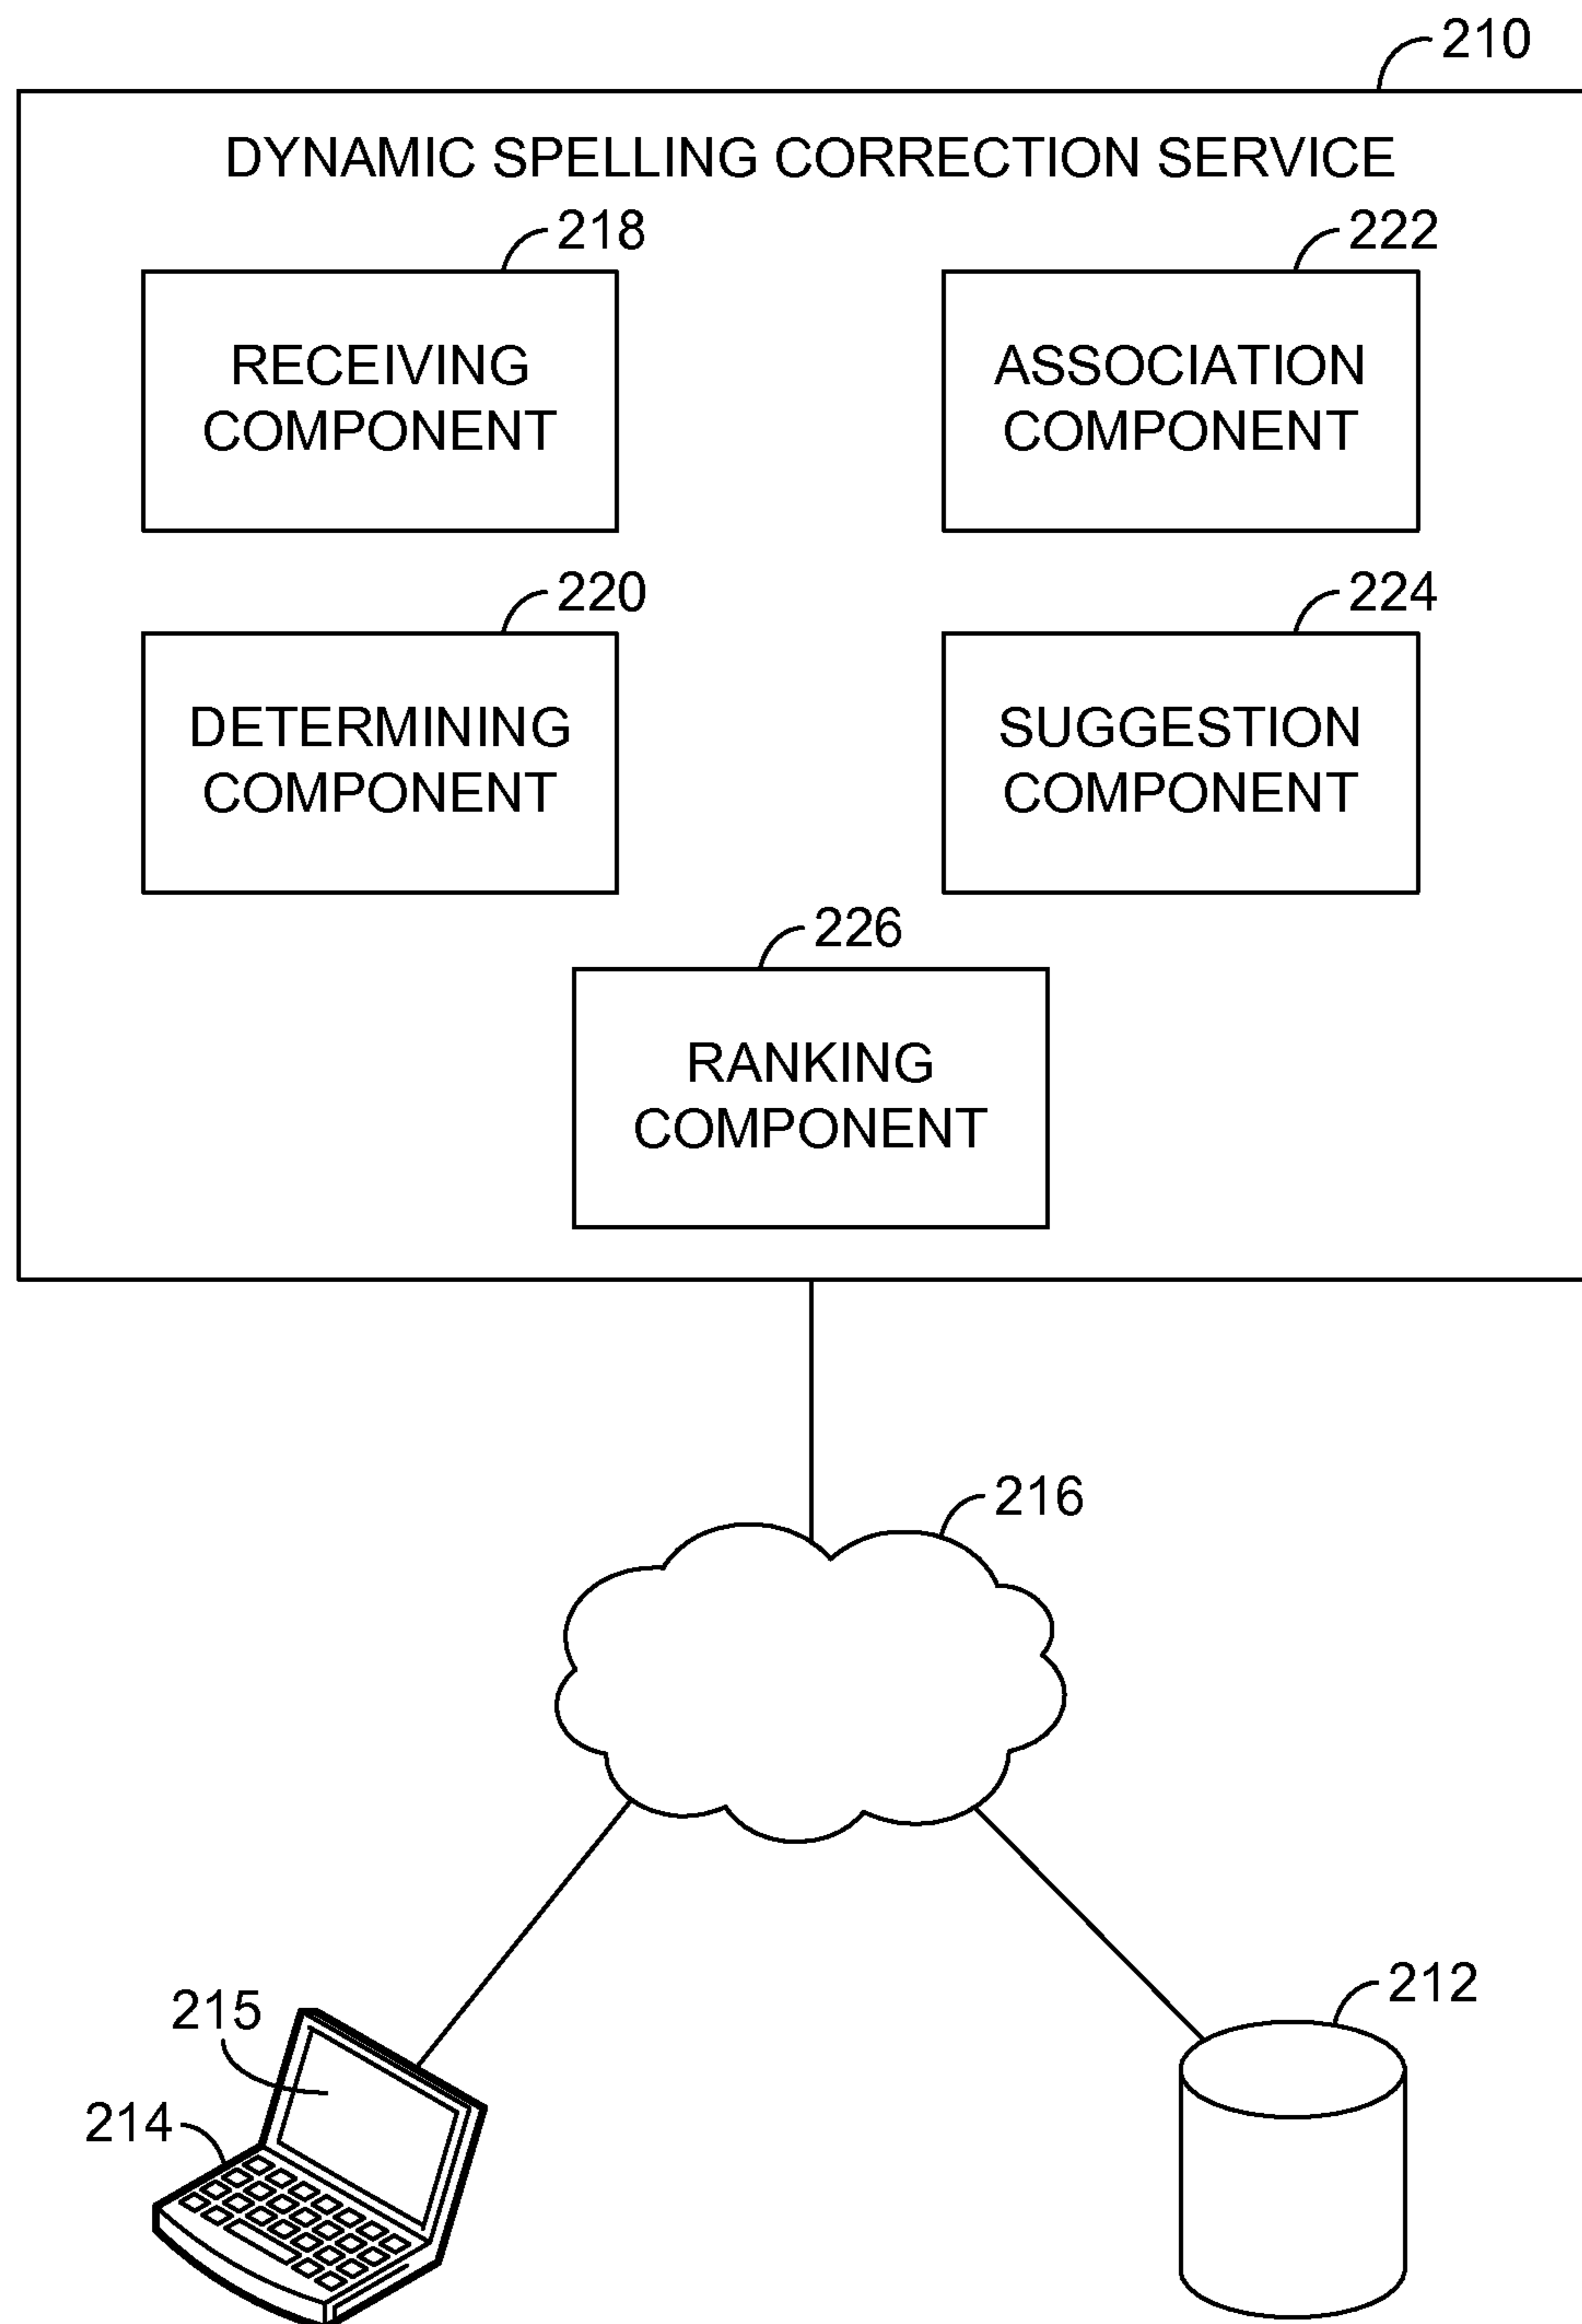 210
DYNAMIC SPELLING CORRECTION SERVICE
218
222
RECEIVING
COMPONENT
ASSOCIATION
COMPONENT
220
224
DETERMINING
COMPONENT
SUGGESTION
COMPONENT
226
RANKING
COMPONENT
216
215
212
214